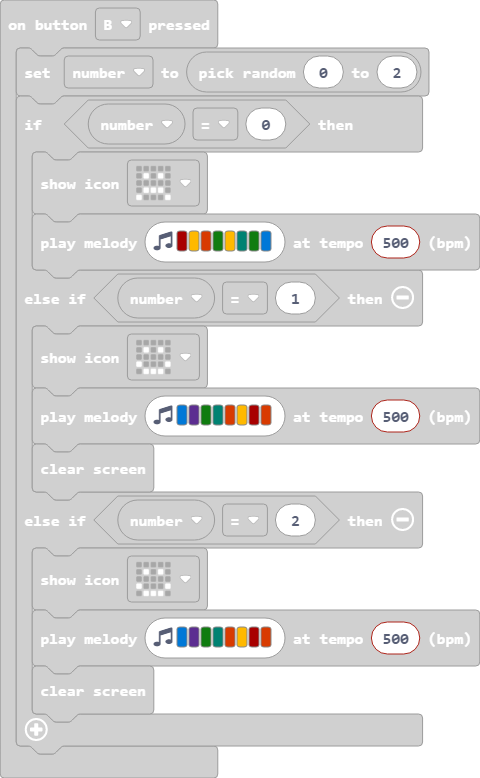 on button B pressed
set number to pick random 0 to 2
if number = 0 then
show icon
play melody at tempo 500 (bpm)
else if number = 1 then
show icon
play melody at tempo 500 (bpm)
clear screen
else if number = 2 then
show icon
play melody at tempo 500 (bpm)
clear screen